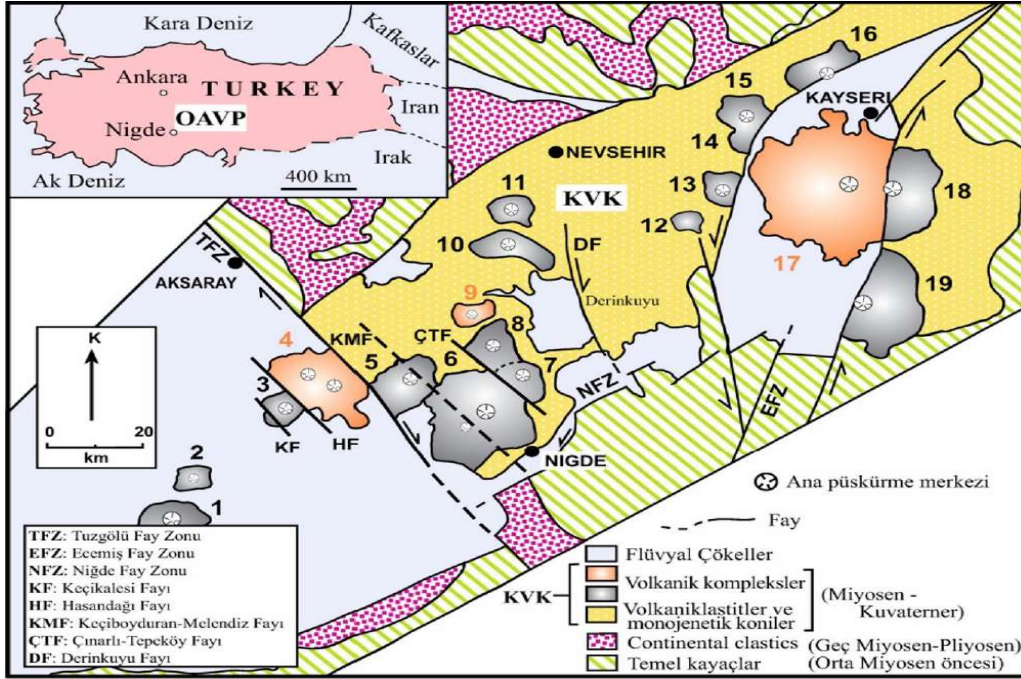 Kara Deniz
Kafkaslar
Ankara
TURKEY
Iran
OAVP
Nigde
Irak
Ak Deniz
400 km
16
15
KAYSERI
14
NEVSEHIR
11
KVK
13
18
12
10
DF
TFZ
17
AKSARAY
9
Derinkuyu
19
K
ÇTF
8
4
KMF
5
6
7
3
NFZ
EFZ
0
20
km
HF
KF
NIGDE
2
1
Ana püskürme merkezi
Fay
TFZ: Tuzgölü Fay Zonu
EFZ: Ecemiş Fay Zonu
NFZ: Niğde Fay Zonu
KF: Keçikalesi Fayı
HF: Hasandağı Fayı
KMF: Keçiboyduran-Melendiz Fayı
ÇTF: Çınarlı-Tepeköy Fayı
DF: Derinkuyu Fayı
Flüvyal Çökeller
KVK
Volkanik kompleksler
Volkaniklastitler ve
monojenetik koniler
(Miyosen -
Kuvaterner)
Continental clastics (Geç Miyosen-Pliyosen)
Temel kayaçlar (Orta Miyosen öncesi)